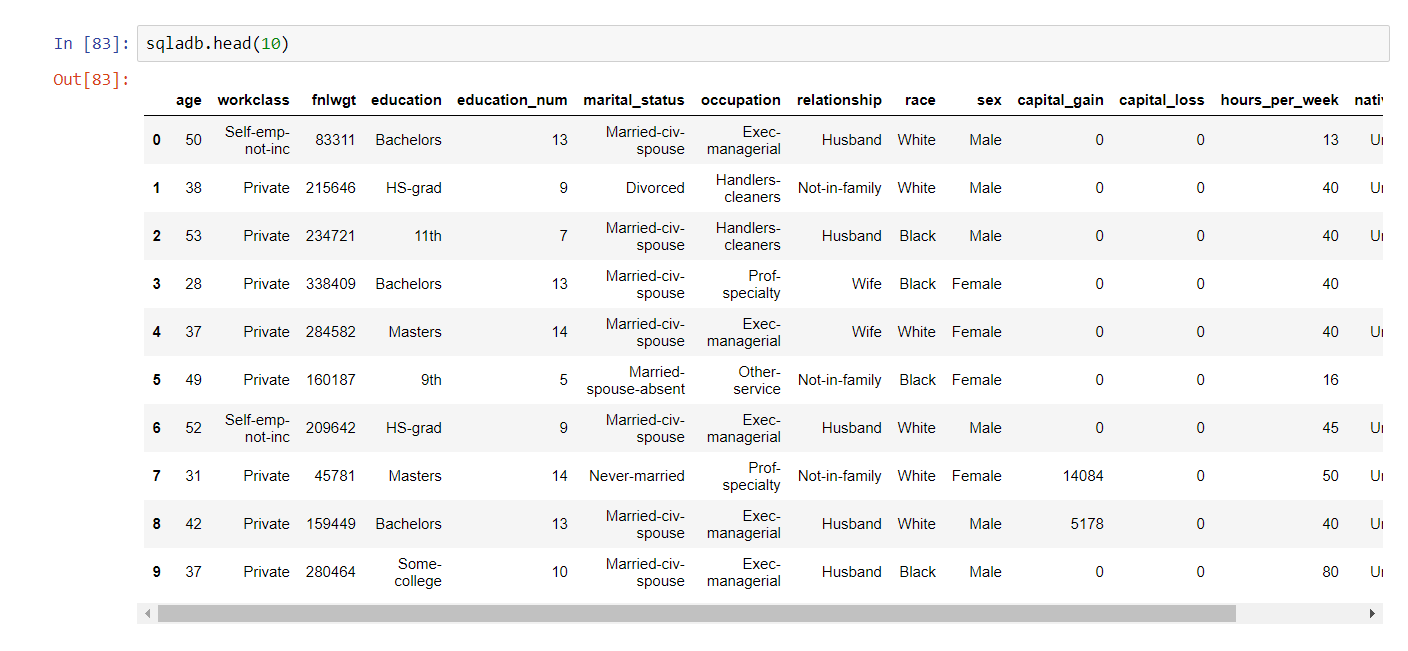 In [83]: sqladb.head(10)
Out[83]:
age workclass fnlwgt education education_num marital_status occupation relationship race sex capital_gain capital_loss hours_per_week
0 50 Self-emp-not-inc 83311 Bachelors 13 Married-civ-spouse Exec-managerial Husband White Male 0 0 13
1 38 Private 215646 HS-grad 9 Divorced Handlers-cleaners Not-in-family White Male 0 0 40
2 53 Private 234721 11th 7 Married-civ-spouse Handlers-cleaners Husband Black Male 0 0 40
3 28 Private 338409 Bachelors 13 Married-civ-spouse Prof-specialty Wife Black Female 0 0 40
4 37 Private 284582 Masters 14 Married-civ-spouse Exec-managerial Wife White Female 0 0 40
5 49 Private 160187 9th 5 Married-spouse-absent Other-service Not-in-family Black Female 0 0 16
6 52 Self-emp-not-inc 209642 HS-grad 9 Married-civ-spouse Exec-managerial Husband White Male 0 0 45
7 31 Private 45781 Masters 14 Never-married Prof-specialty Not-in-family White Female 14084 0 50
8 42 Private 159449 Bachelors 13 Married-civ-spouse Exec-managerial Husband White Male 5178 0 40
9 37 Private 280464 Some-college 10 Married-civ-spouse Exec-managerial Husband Black Male 0 0 80